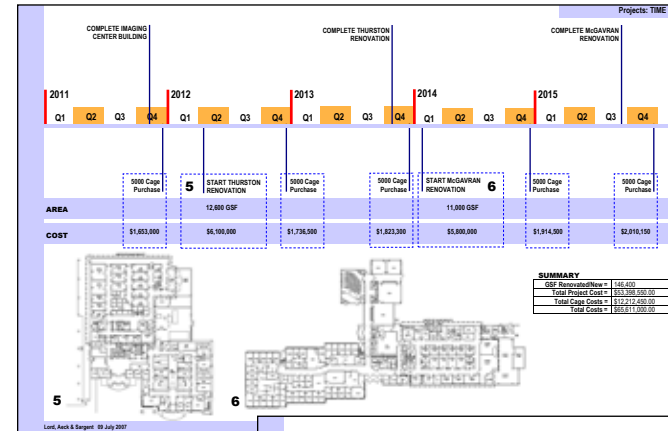 Projects: TIME
COMPLETE IMAGING
CENTER BUILDING
COMPLETE THURSTON
RENOVATION
COMPLETE McGAVRAN
RENOVATION
2011 2012 2013 2014 2015
Q1 Q2 Q3 Q4 Q1 Q2 Q3 Q4 Q1 Q2 Q3 Q4 Q1 Q2 Q3 Q4 Q1 Q2 Q3 Q4
5000 Cage
Purchase
5 START THURSTON
RENOVATION
5000 Cage
Purchase
5000 Cage
Purchase
START McGAVRAN
RENOVATION 6
5000 Cage
Purchase
5000 Cage
Purchase
AREA 12,600 GSF 11,000 GSF
COST $1,653,000 $6,100,000 $1,736,500 $1,823,300 $5,800,000 $1,914,500 $2,010,150
SUMMARY
GSF Renovated/New = 146,400
Total Project Cost = $53,398,550.00
Total Cage Costs = $12,212,450.00
Total Costs = $65,611,000.00
5
6
Lord, Aeck & Sargent 09 July 2007